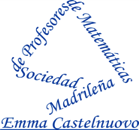 Sociedad
Madrileña
de Profesores
de Matemáticas
Emma Castelnuovo